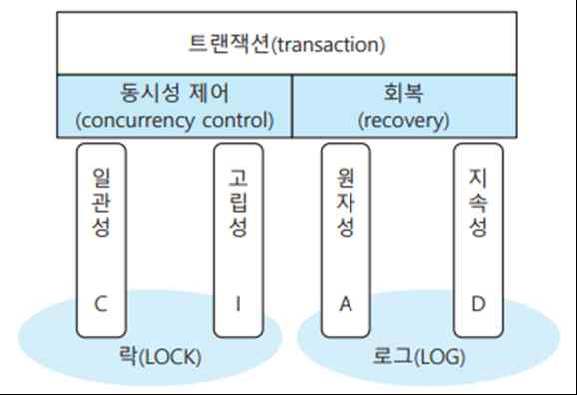 트랜잭션(transaction)
동시성 제어
(concurrency control)
회복
(recovery)
일관성
C
고립성
I
원자성
A
지속성
D
락(LOCK)
로그(LOG)